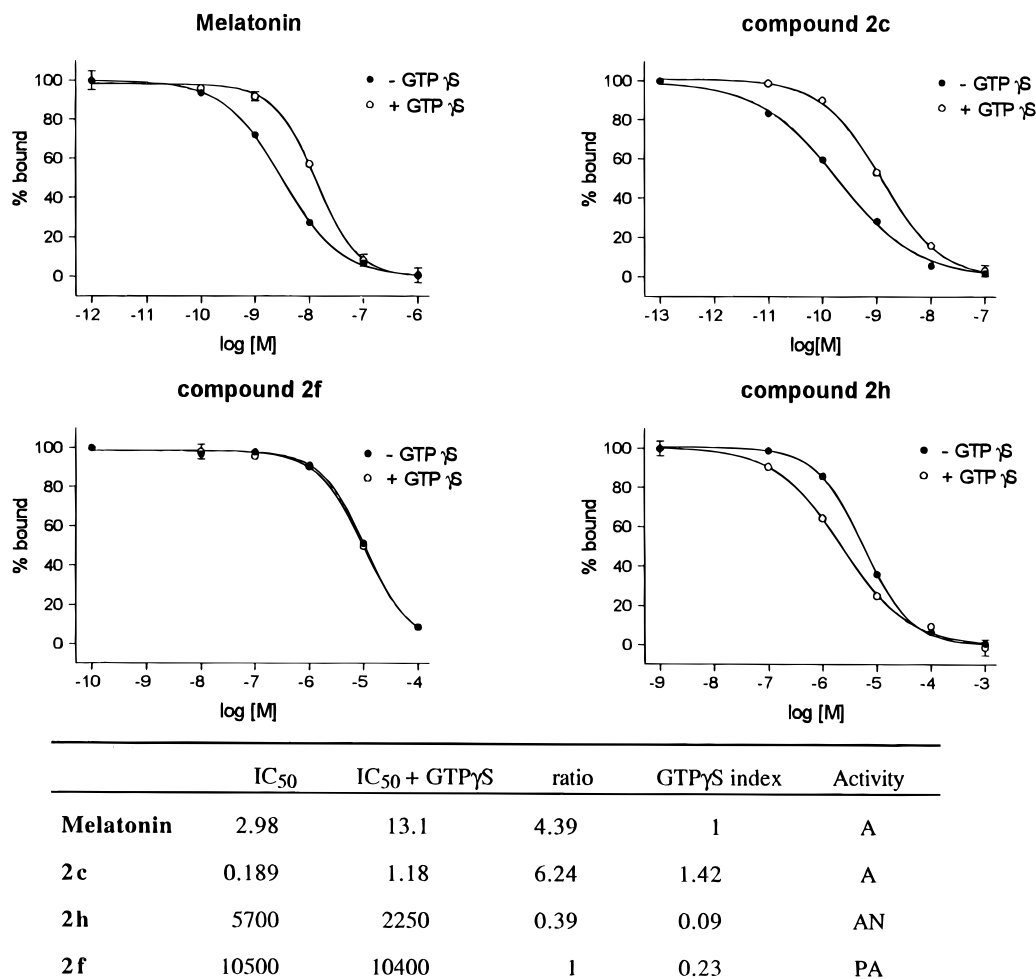 Melatonin
% bound
100
80
60
40
20
0
-12 -11 -10 -9 -8 -7 -6
log [M]
- GTP γS
+ GTP γS
compound 2c
% bound
100
80
60
40
20
0
-13 -12 -11 -10 -9 -8 -7
log[M]
- GTP γS
+ GTP γS
compound 2f
% bound
100
80
60
40
20
0
-10 -9 -8 -7 -6 -5 -4
log [M]
- GTP γS
+ GTP γS
compound 2h
% bound
100
80
60
40
20
0
-9 -8 -7 -6 -5 -4 -3
log [M]
- GTP γS
+ GTP γS
IC50 IC50 + GTPγS ratio GTPγS index Activity
Melatonin 2.98 13.1 4.39 1 A
2c 0.189 1.18 6.24 1.42 A
2h 5700 2250 0.39 0.09 AN
2f 10500 10400 1 0.23 PA